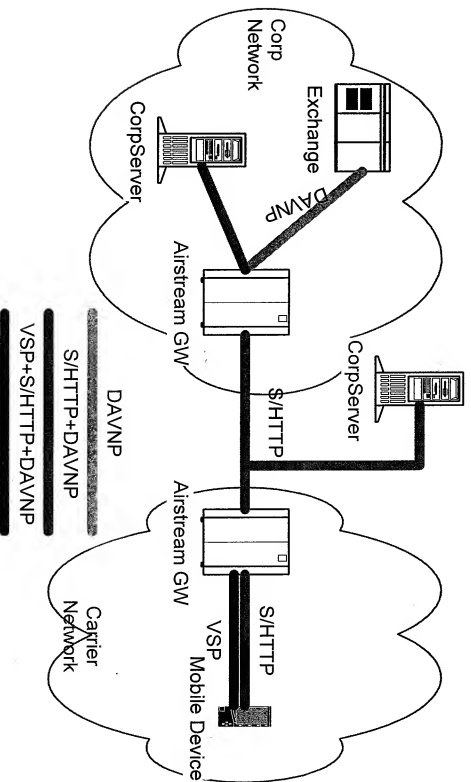 Corp
Network
Exchange
CorpServer
DAVNP
Airstream GW
CorpServer
S/HTTP
Airstream GW
S/HTTP
VSP
Mobile Device
Carrier
Network
DAVNP
S/HTTP+DAVNP
VSP+S/HTTP+DAVNP